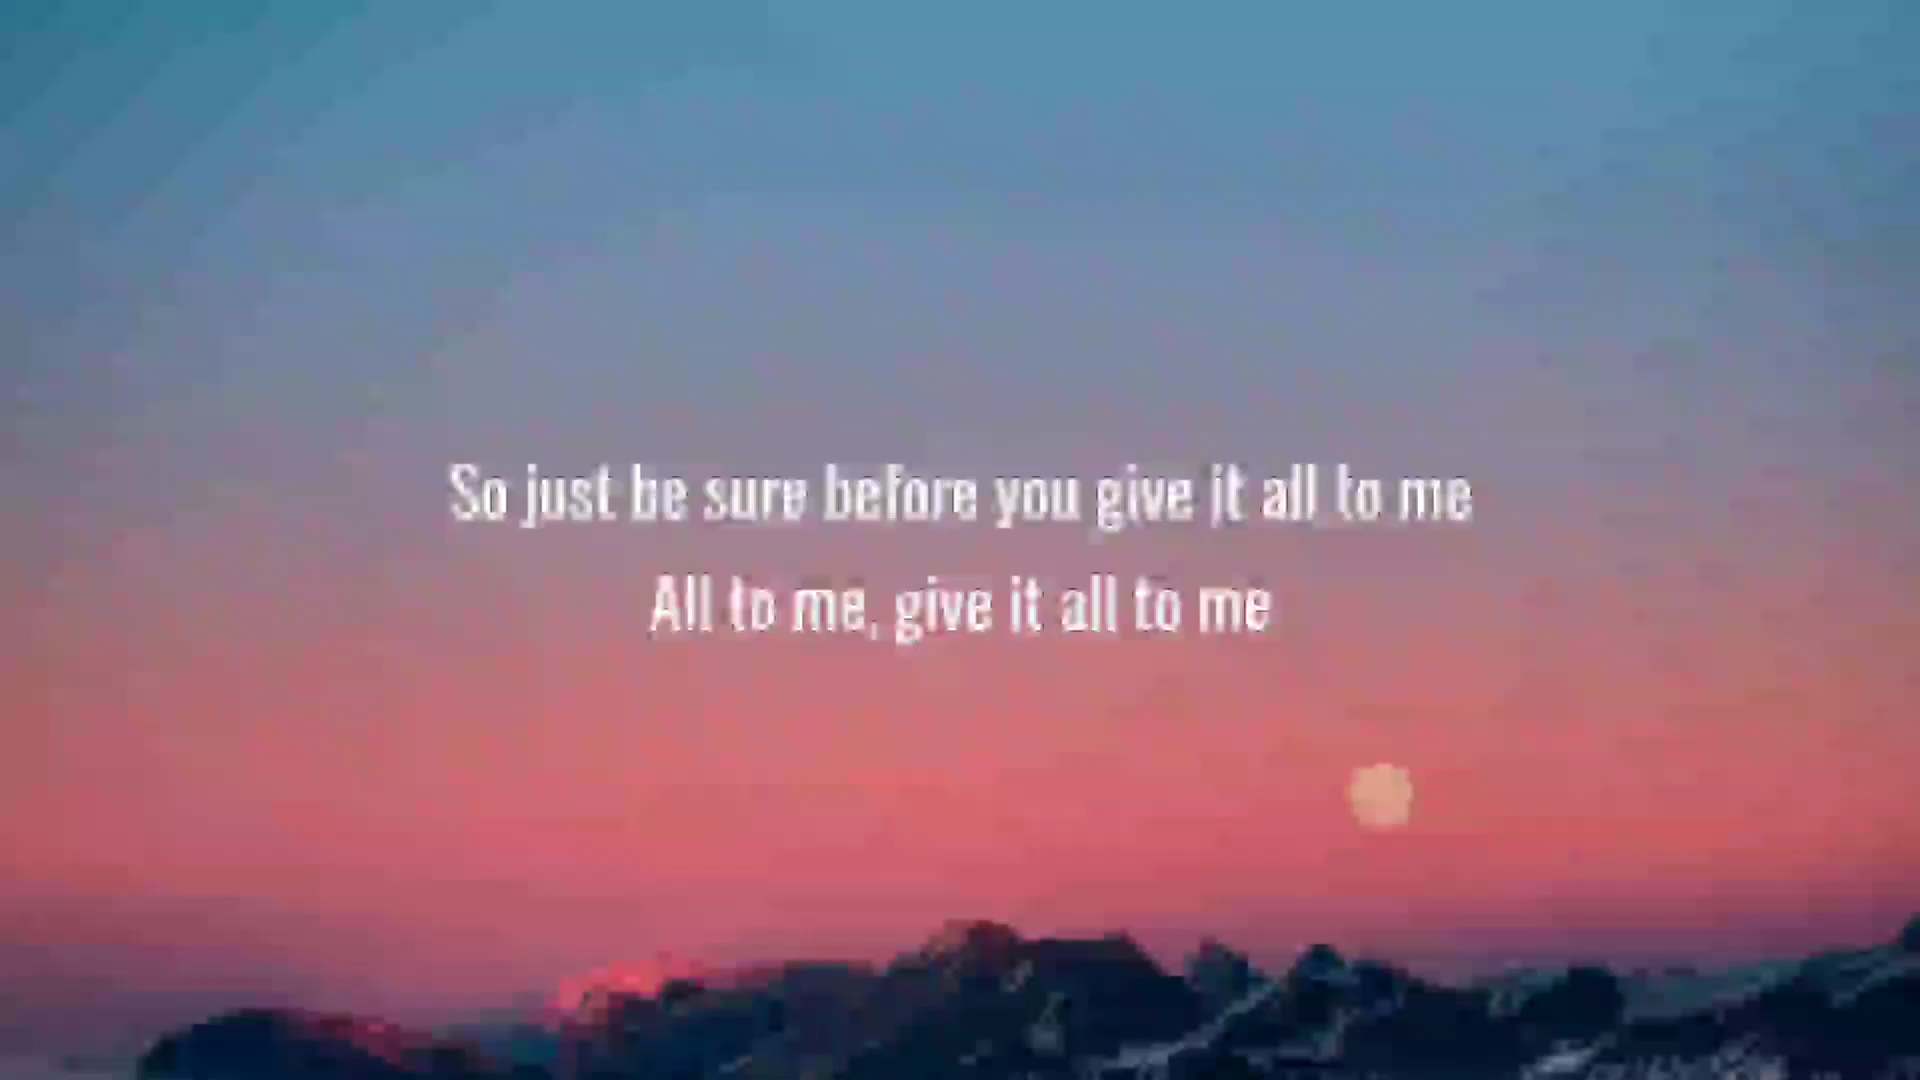 So just be sure before you give it all to me
All to me, give it all to me